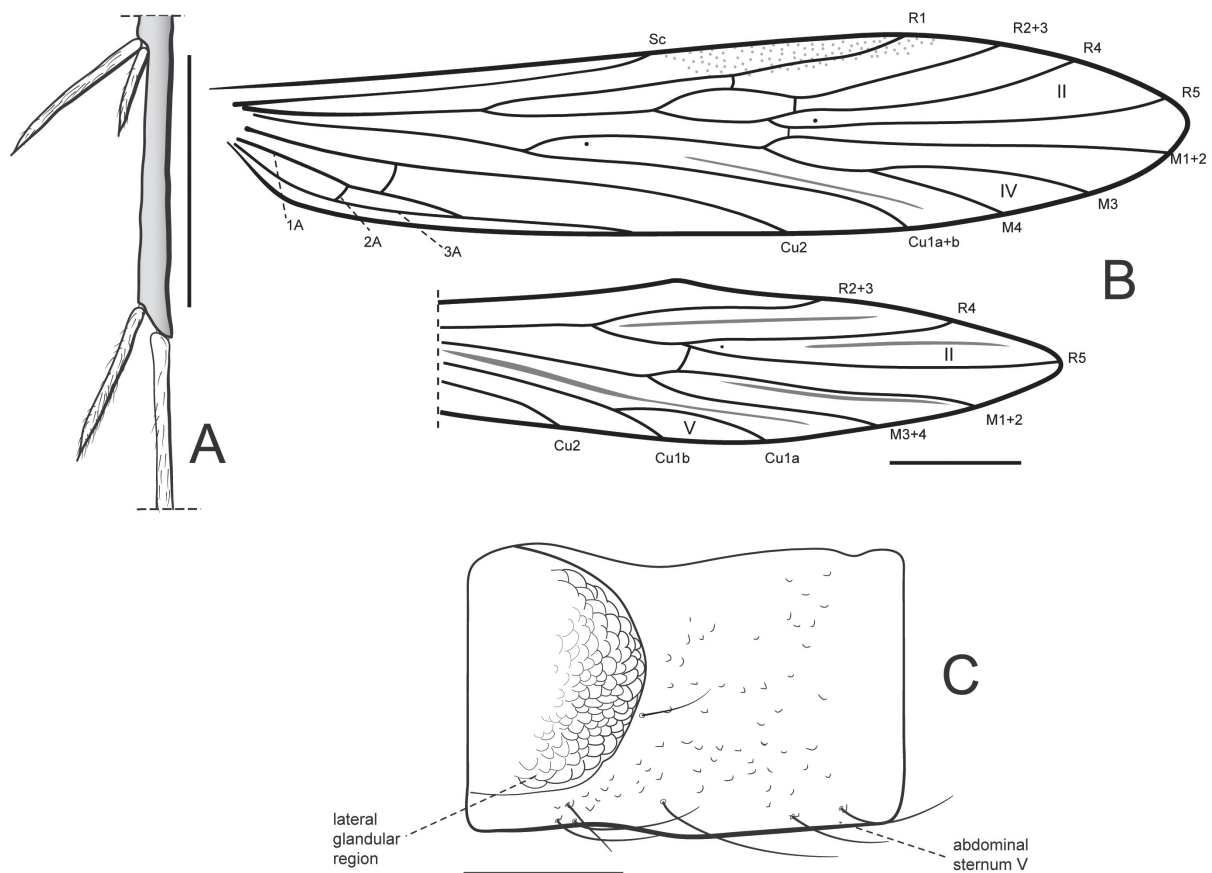 Sc
R1
R2+3
R4
II
R5
M1+2
IV
M3
M4
Cu1a+b
Cu2
1A
2A
3A
B
A
R2+3
R4
II
R5
M1+2
M3+4
V
Cu1a
Cu1b
Cu2
C
lateral
glandular
region
abdominal
sternum V